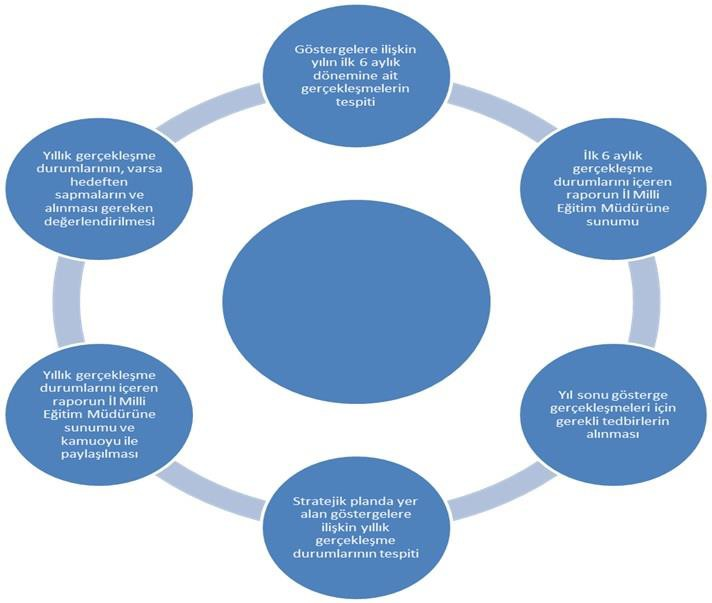 Göstergelere ilişkin
yılın ilk 6 aylık
dönemine ait
gerçekleşmelerin
tespiti
İlk 6 aylık
gerçekleşme
durumlarını içeren
raporun İl Milli
Eğitim Müdürüne
sunumu
Yıl sonu gösterge
gerçekleşmeleri için
gerekli tedbirlerin
alınması
Stratejik planda yer
alan göstergelere
ilişkin yıllık
gerçekleşme
durumlarının tespiti
Yıllık gerçekleşme
durumlarını içeren
raporun İl Milli
Eğitim Müdürüne
sunumu ve
kamuoyu ile
paylaşılması
Yıllık gerçekleşme
durumlarının, varsa
hedeften
sapmaların ve
alınması gereken
değerlendirilmesi